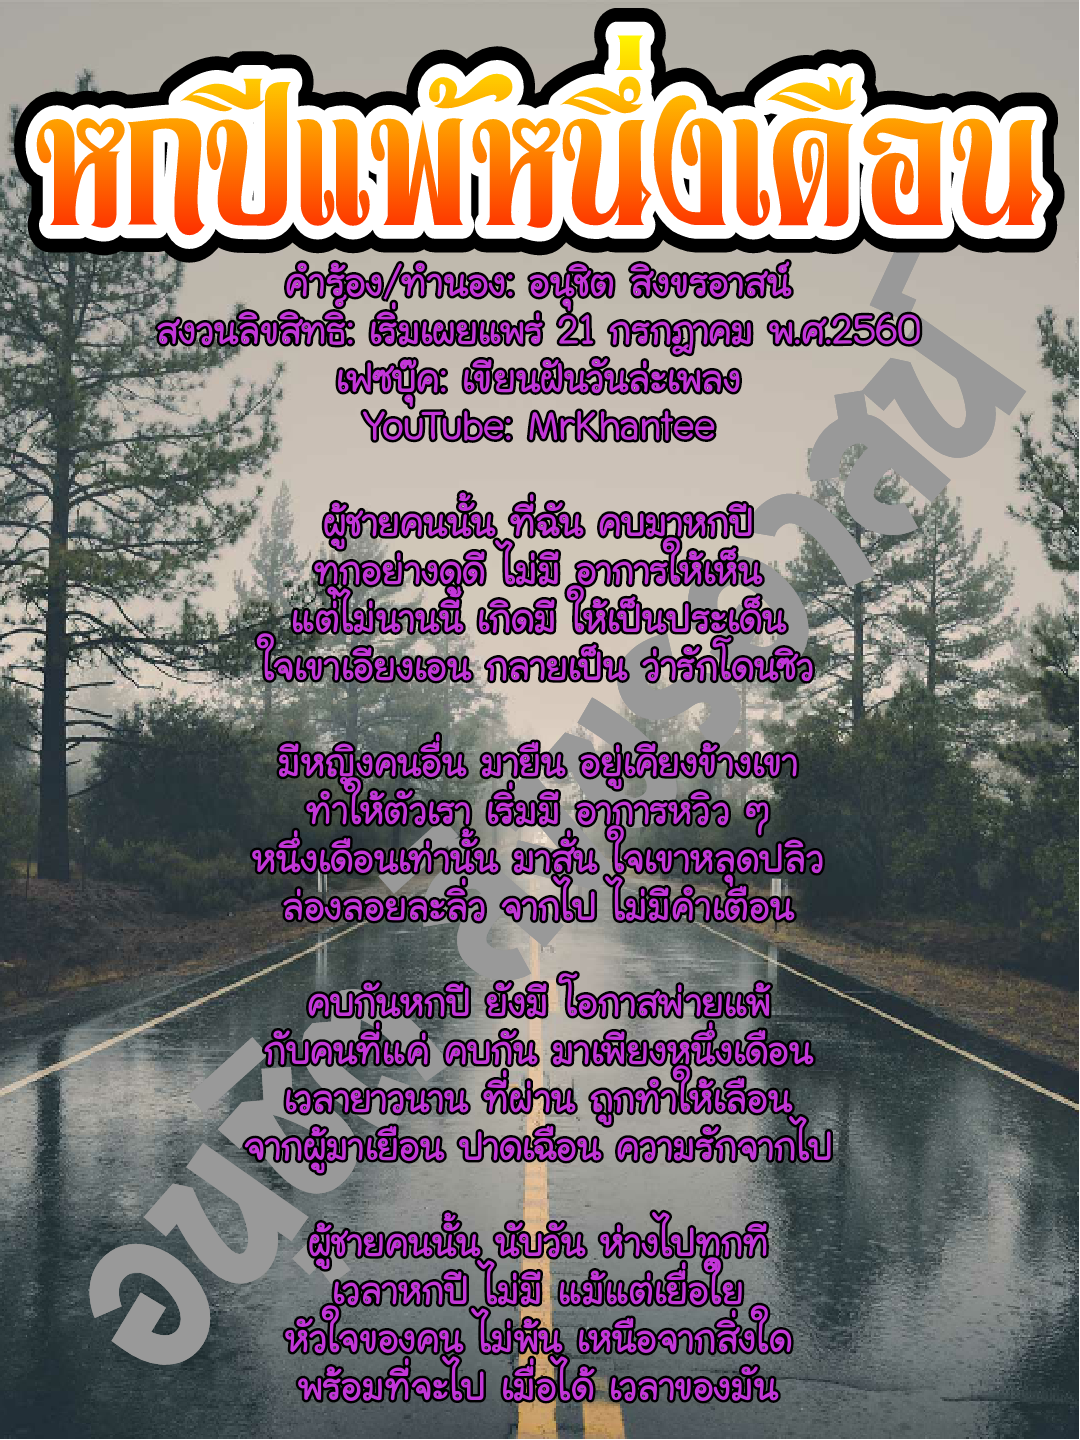 หกปีแพ้หนึ่งเดือน
คำร้อง/ทำนอง: อนุชิต สิงขรอาสน์
สงวนลิขสิทธิ์: เริ่มเผยแพร่ 21 กรกฎาคม พ.ศ.2560
เฟซบุ๊ค: เขียนฝันวันล่ะเพลง
YouTube: MrKhantee
ผู้ชายคนนั้น ที่ฉัน คบมาหกปี
ทุกอย่างดูดี ไม่มี อาการให้เห็น
แต่ไม่นานนี้ เกิดมี ให้เป็นประเด็น
ใจเขาเอียงเอน กลายเป็น ว่ารักโดนซิว
มีหญิงคนอื่น มายืน อยู่เคียงข้างเขา
ทำให้ตัวเรา เริ่มมี อาการหวิว ๆ
หนึ่งเดือนเท่านั้น มาสั่น ใจเขาหลุดปลิว
ล่องลอยละลิ่ว จากไป ไม่มีคำเตือน
คบกันหกปี ยังมี โอกาสพ่ายแพ้
กับคนที่แค่ คบกัน มาเพียงหนึ่งเดือน
เวลายาวนาน ที่ผ่าน ถูกทำให้เลือน
จากผู้มาเยือน ปาดเฉือน ความรักจากไป
ผู้ชายคนนั้น นับวัน ห่างไปทุกที
เวลาหกปี ไม่มี แม้แต่เยื่อใย
หัวใจของคน ไม่พ้น เหนือจากสิ่งใด
พร้อมที่จะไป เมื่อได้ เวลาของมัน
อนุชิต สิงขรอาสน์